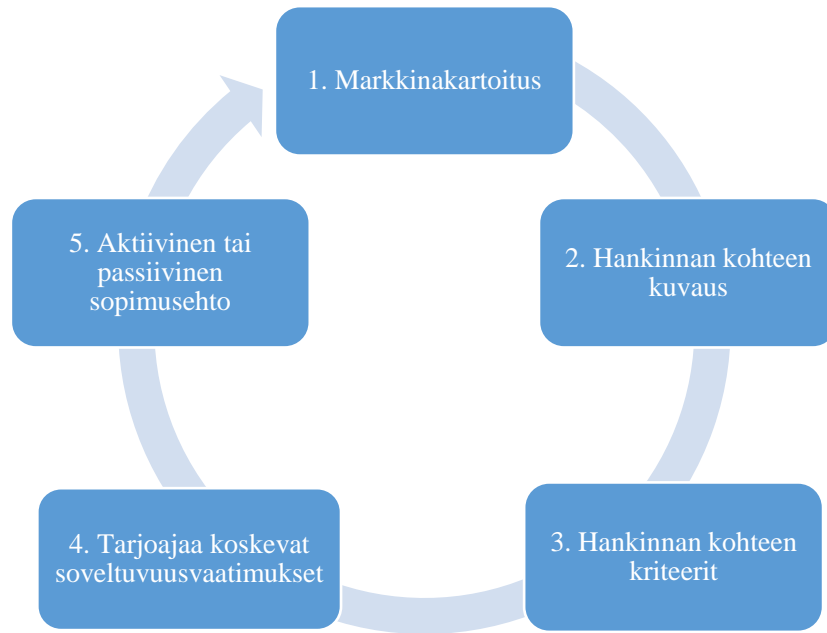 1. Markkinakartoitus
2. Hankinnan kohteen
kuvaus
3. Hankinnan kohteen
kriteerit
4. Tarjoajaa koskevat
soveltuvuusvaatimukset
5. Aktiivinen tai
passiivinen
sopimusehto